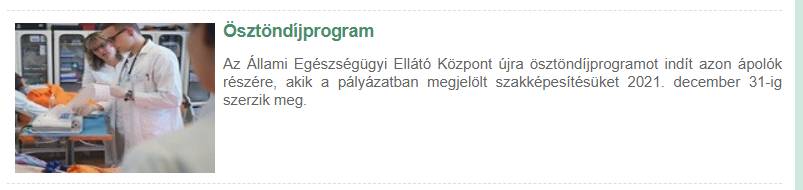 Ösztöndíjprogram
Az Állami Egészségügyi Ellátó Központ újra ösztöndíjprogramot indít azon ápolók
részére, akik a pályázatban megjelölt szakképesítésüket 2021. december 31-ig
szerzik meg.